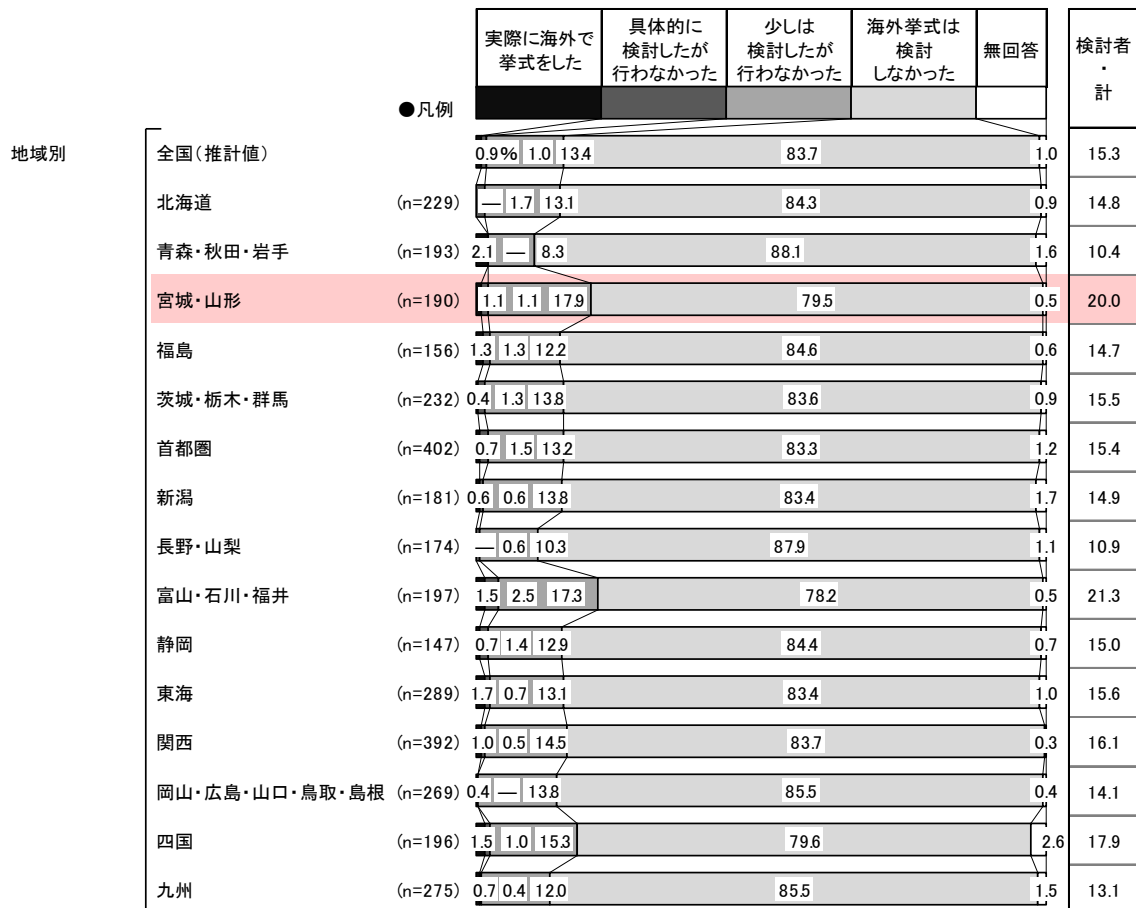 実際に海外で
挙式をした
具体的に
検討したが
行わなかった
少しは
検討したが
行わなかった
海外挙式は
検討
しなかった
無回答
検討者
・
計
●凡例
地域別
全国(推計値) 0.9% 1.0 13.4 83.7 1.0 15.3
北海道 (n=229) — 1.7 13.1 84.3 0.9 14.8
青森・秋田・岩手 (n=193) 2.1 — 8.3 88.1 1.6 10.4
宮城・山形 (n=190) 1.1 1.1 17.9 79.5 0.5 20.0
福島 (n=156) 1.3 1.3 12.2 84.6 0.6 14.7
茨城・栃木・群馬 (n=232) 0.4 1.3 13.8 83.6 0.9 15.5
首都圏 (n=402) 0.7 1.5 13.2 83.3 1.2 15.4
新潟 (n=181) 0.6 0.6 13.8 83.4 1.7 14.9
長野・山梨 (n=174) — 0.6 10.3 87.9 1.1 10.9
富山・石川・福井 (n=197) 1.5 2.5 17.3 78.2 0.5 21.3
静岡 (n=147) 0.7 1.4 12.9 84.4 0.7 15.0
東海 (n=289) 1.7 0.7 13.1 83.4 1.0 15.6
関西 (n=392) 1.0 0.5 14.5 83.7 0.3 16.1
岡山・広島・山口・鳥取・島根 (n=269) 0.4 — 13.8 85.5 0.4 14.1
四国 (n=196) 1.5 1.0 15.3 79.6 2.6 17.9
九州 (n=275) 0.7 0.4 12.0 85.5 1.5 13.1